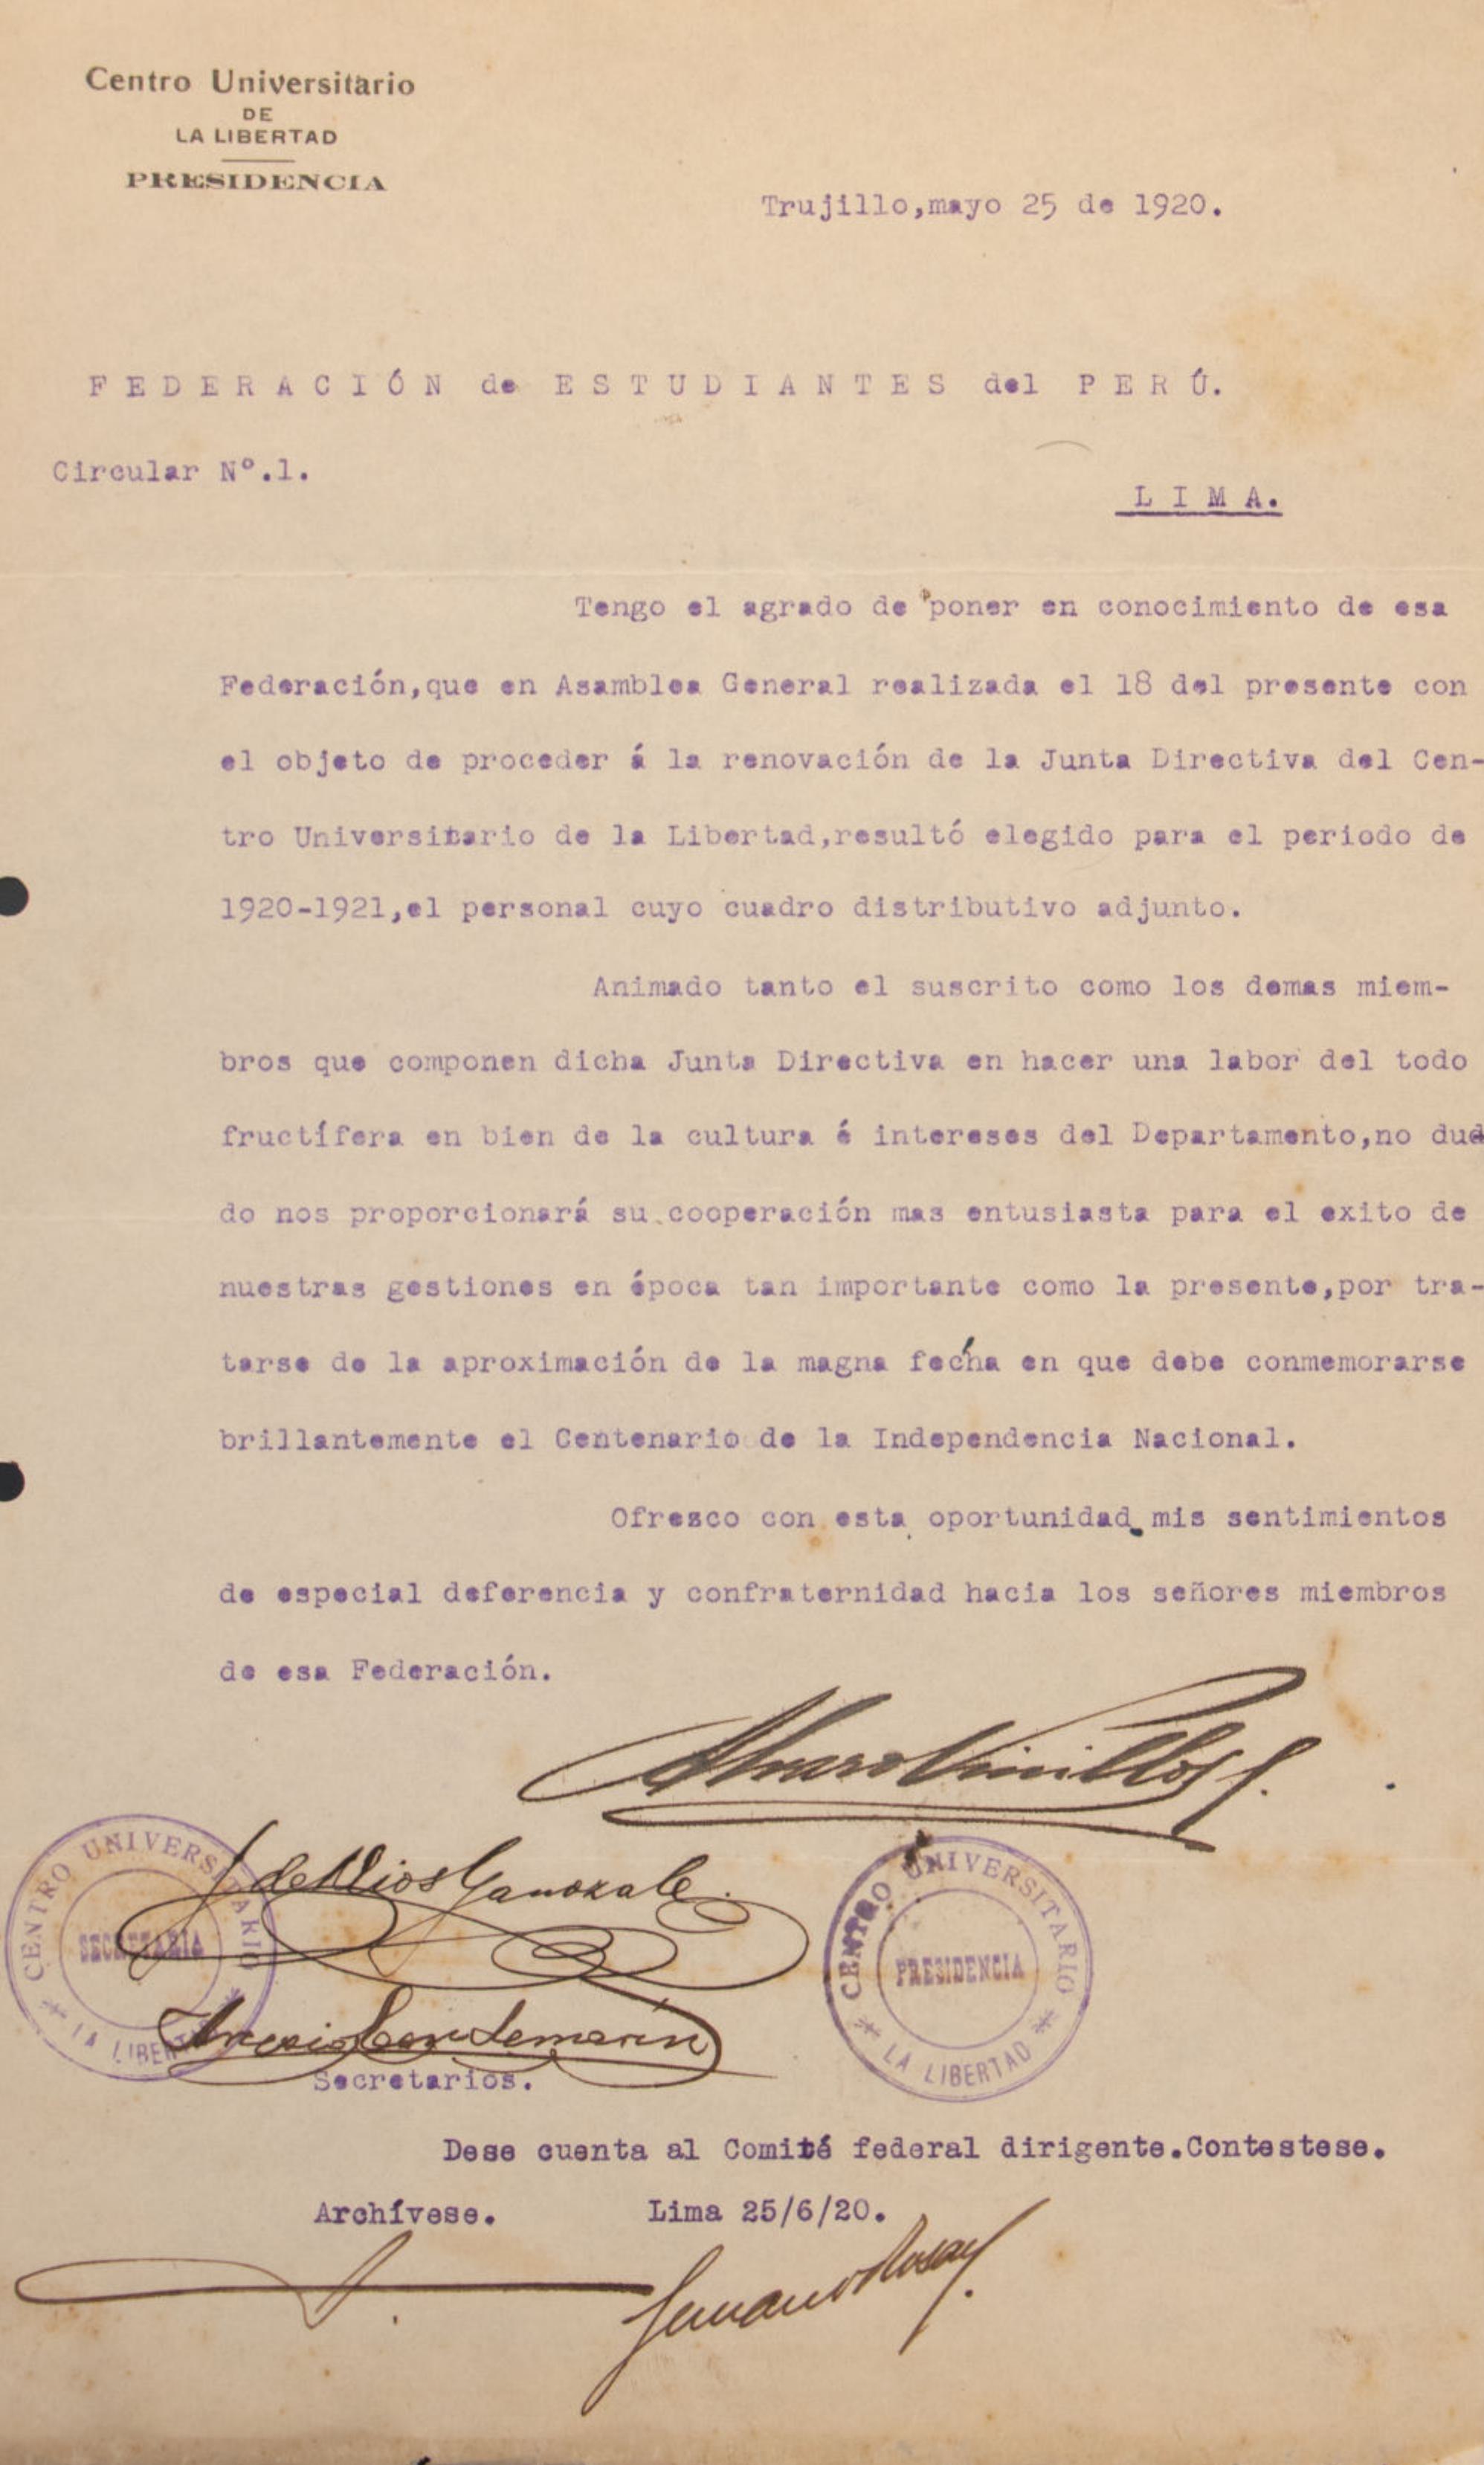 Centro Universitario
DE
LA LIBERTAD
PRESIDENCIA
Trujillo,mayo 25 de 1920.
FEDERACIÓN de ESTUDIANTES del PERÚ.
Circular Nº.1.
LIMA.
Tengo el agrado de poner en conocimiento de esa
Federación,que en Asamblea General realizada el 18 del presente con
el objeto de proceder á la renovación de la Junta Directiva del Cen-
tro Universitario de la Libertad,resultó elegido para el periodo de
1920-1921,el personal cuyo cuadro distributivo adjunto.
Animado tanto el suscrito como los demas miem-
bros que componen dicha Junta Directiva en hacer una labor del todo
fructífera en bien de la cultura é intereses del Departamento,no dud
do nos proporcionará su cooperación mas entusiasta para el exito de
nuestras gestiones en época tan importante como la presente,por tra-
tarse de la aproximación de la magna fecha en que debe conmemorarse
brillantemente el Centenario de la Independencia Nacional.
Ofresco con esta oportunidad mis sentimientos
de especial deferencia y confraternidad hacia los señores miembros
de esa Federación.
J. de Dios Ganoza
CENTRO UNIVERSITARIO
SECRETARÍA
LA LIBERTAD
CENTRO UNIVERSITARIO
PRESIDENCIA
LA LIBERTAD
Secretarios.
Dese cuenta al Comité federal dirigente.Contestese.
Archívese. Lima 25/6/20.